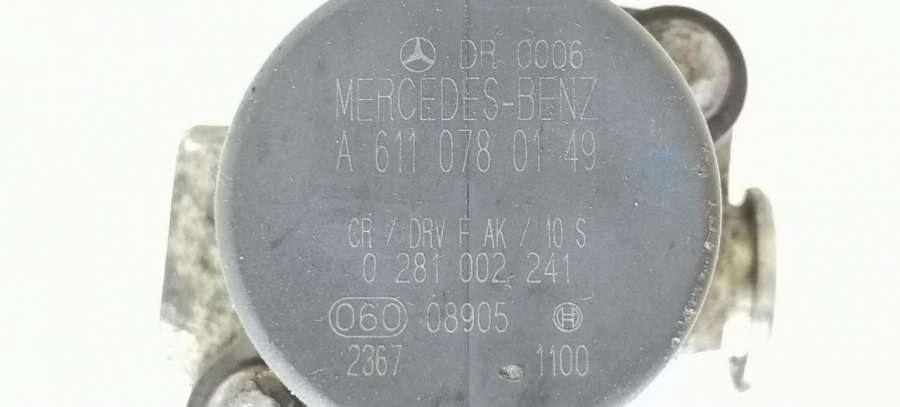 DR 0006
MERCEDES-BENZ
A 611 078 01 49
CR / DRV F AK / 10 S
0 281 002 241
060 08905
2367 1100